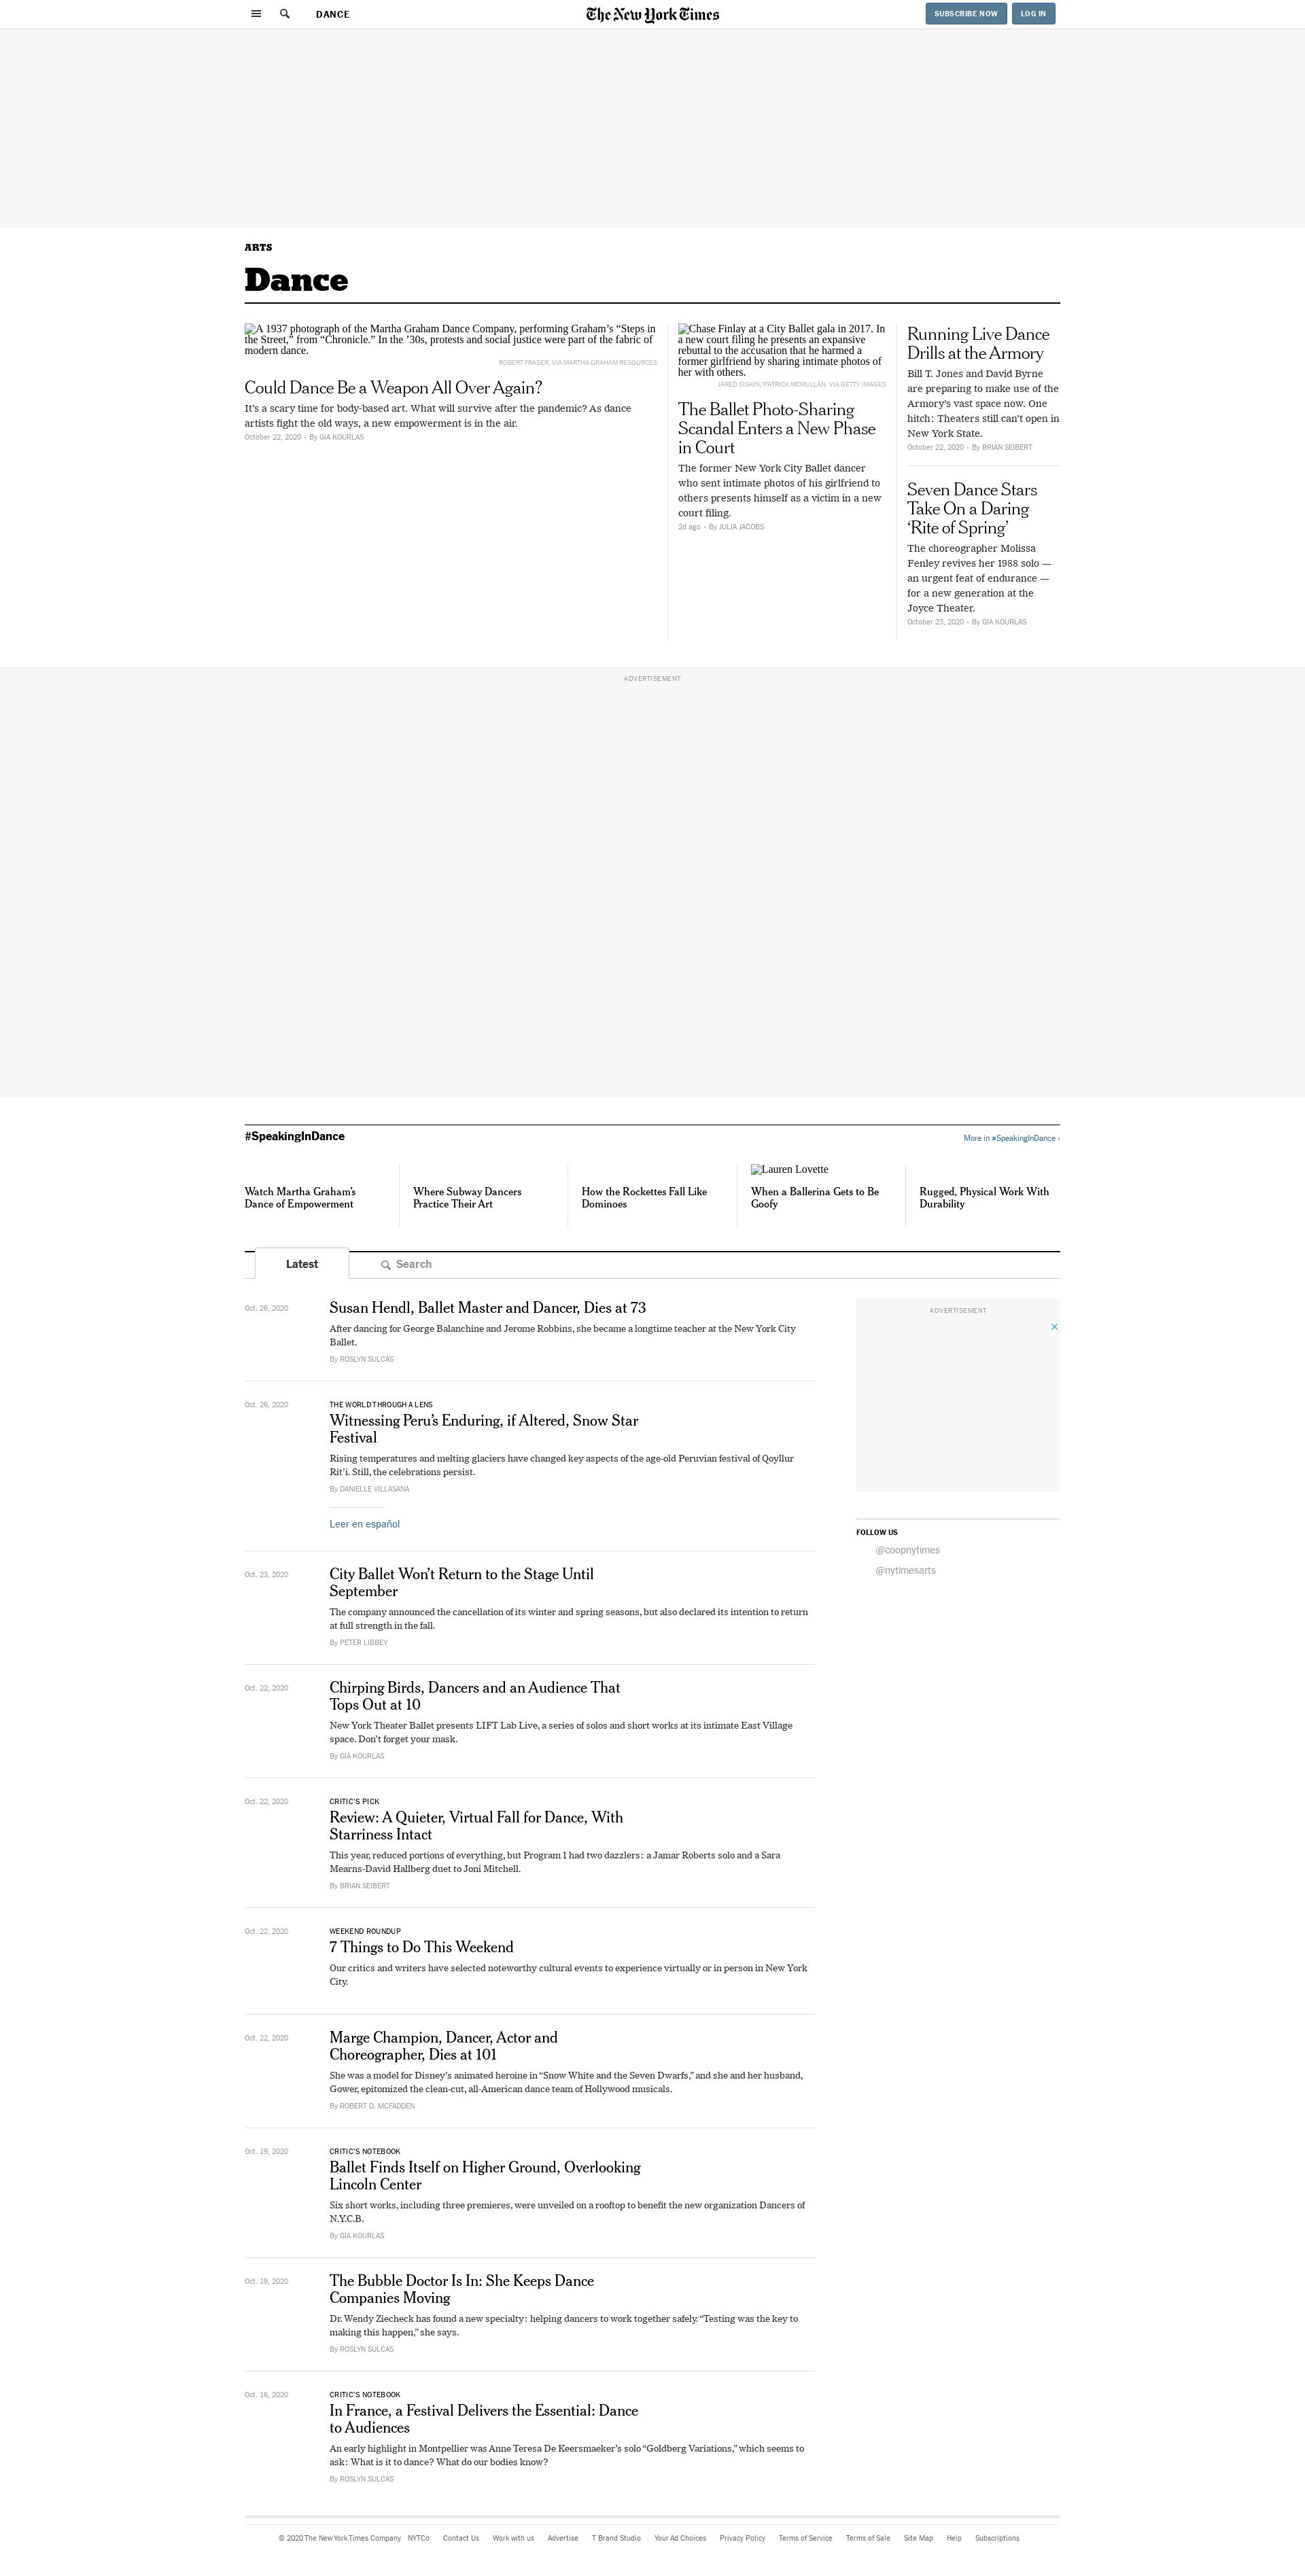 DANCE
The New York Times
SUBSCRIBE NOW
LOG IN
ARTS
Dance
A 1937 photograph of the Martha Graham Dance Company, performing Graham’s “Steps in
the Street,” from “Chronicle.” In the ’30s, protests and social justice were part of the fabric of
modern dance.
ROBERT FRASER, VIA MARTHA GRAHAM RESOURCES
Could Dance Be a Weapon All Over Again?
It’s a scary time for body-based art. What will survive after the pandemic? As dance
artists fight the old ways, a new empowerment is in the air.
October 22, 2020 • By GIA KOURLAS
Chase Finlay at a City Ballet gala in 2017. In
a new court filing he presents an expansive
rebuttal to the accusation that he harmed a
former girlfriend by sharing intimate photos of
her with others.
JARED SISKIN/PATRICK MCMULLAN, VIA GETTY IMAGES
The Ballet Photo-Sharing
Scandal Enters a New Phase
in Court
The former New York City Ballet dancer
who sent intimate photos of his girlfriend to
others presents himself as a victim in a new
court filing.
2d ago • By JULIA JACOBS
Running Live Dance
Drills at the Armory
Bill T. Jones and David Byrne
are preparing to make use of the
Armory’s vast space now. One
hitch: Theaters still can’t open in
New York State.
October 22, 2020 • By BRIAN SEIBERT
Seven Dance Stars
Take On a Daring
‘Rite of Spring’
The choreographer Molissa
Fenley revives her 1988 solo —
an urgent feat of endurance —
for a new generation at the
Joyce Theater.
October 23, 2020 • By GIA KOURLAS
ADVERTISEMENT
#SpeakingInDance
More in #SpeakingInDance ›
Watch Martha Graham’s
Dance of Empowerment
Where Subway Dancers
Practice Their Art
How the Rockettes Fall Like
Dominoes
Lauren Lovette
When a Ballerina Gets to Be
Goofy
Rugged, Physical Work With
Durability
Latest
Search
Oct. 26, 2020
Susan Hendl, Ballet Master and Dancer, Dies at 73
After dancing for George Balanchine and Jerome Robbins, she became a longtime teacher at the New York City
Ballet.
By ROSLYN SULCAS
Oct. 26, 2020
THE WORLD THROUGH A LENS
Witnessing Peru’s Enduring, if Altered, Snow Star
Festival
Rising temperatures and melting glaciers have changed key aspects of the age-old Peruvian festival of Qoyllur
Rit’i. Still, the celebrations persist.
By DANIELLE VILLASANA
Leer en español
Oct. 23, 2020
City Ballet Won’t Return to the Stage Until
September
The company announced the cancellation of its winter and spring seasons, but also declared its intention to return
at full strength in the fall.
By PETER LIBBEY
Oct. 22, 2020
Chirping Birds, Dancers and an Audience That
Tops Out at 10
New York Theater Ballet presents LIFT Lab Live, a series of solos and short works at its intimate East Village
space. Don’t forget your mask.
By GIA KOURLAS
Oct. 22, 2020
CRITIC’S PICK
Review: A Quieter, Virtual Fall for Dance, With
Starriness Intact
This year, reduced portions of everything, but Program 1 had two dazzlers: a Jamar Roberts solo and a Sara
Mearns-David Hallberg duet to Joni Mitchell.
By BRIAN SEIBERT
Oct. 22, 2020
WEEKEND ROUNDUP
7 Things to Do This Weekend
Our critics and writers have selected noteworthy cultural events to experience virtually or in person in New York
City.
Oct. 22, 2020
Marge Champion, Dancer, Actor and
Choreographer, Dies at 101
She was a model for Disney’s animated heroine in “Snow White and the Seven Dwarfs,” and she and her husband,
Gower, epitomized the clean-cut, all-American dance team of Hollywood musicals.
By ROBERT D. MCFADDEN
Oct. 19, 2020
CRITIC’S NOTEBOOK
Ballet Finds Itself on Higher Ground, Overlooking
Lincoln Center
Six short works, including three premieres, were unveiled on a rooftop to benefit the new organization Dancers of
N.Y.C.B.
By GIA KOURLAS
Oct. 19, 2020
The Bubble Doctor Is In: She Keeps Dance
Companies Moving
Dr. Wendy Ziecheck has found a new specialty: helping dancers to work together safely. “Testing was the key to
making this happen,” she says.
By ROSLYN SULCAS
Oct. 16, 2020
CRITIC’S NOTEBOOK
In France, a Festival Delivers the Essential: Dance
to Audiences
An early highlight in Montpellier was Anne Teresa De Keersmaeker’s solo “Goldberg Variations,” which seems to
ask: What is it to dance? What do our bodies know?
By ROSLYN SULCAS
ADVERTISEMENT
FOLLOW US
@coopnytimes
@nytimesarts
© 2020 The New York Times Company NYTCo Contact Us Work with us Advertise T Brand Studio Your Ad Choices Privacy Policy Terms of Service Terms of Sale Site Map Help Subscriptions